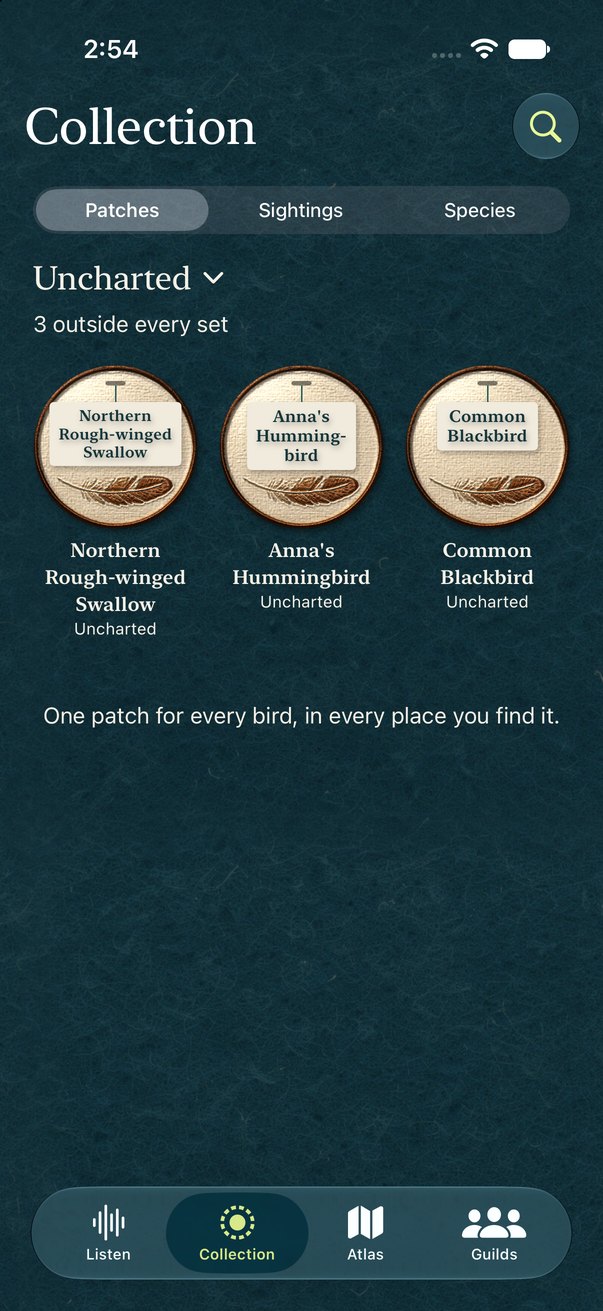 2:54
Collection
Patches
Sightings
Species
Uncharted
3 outside every set
Northern
Rough-winged
Swallow
Anna's
Humming-
bird
Common
Blackbird
Northern
Rough-winged
Swallow
Uncharted
Anna's
Hummingbird
Uncharted
Common
Blackbird
Uncharted
One patch for every bird, in every place you find it.
Listen
Collection
Atlas
Guilds